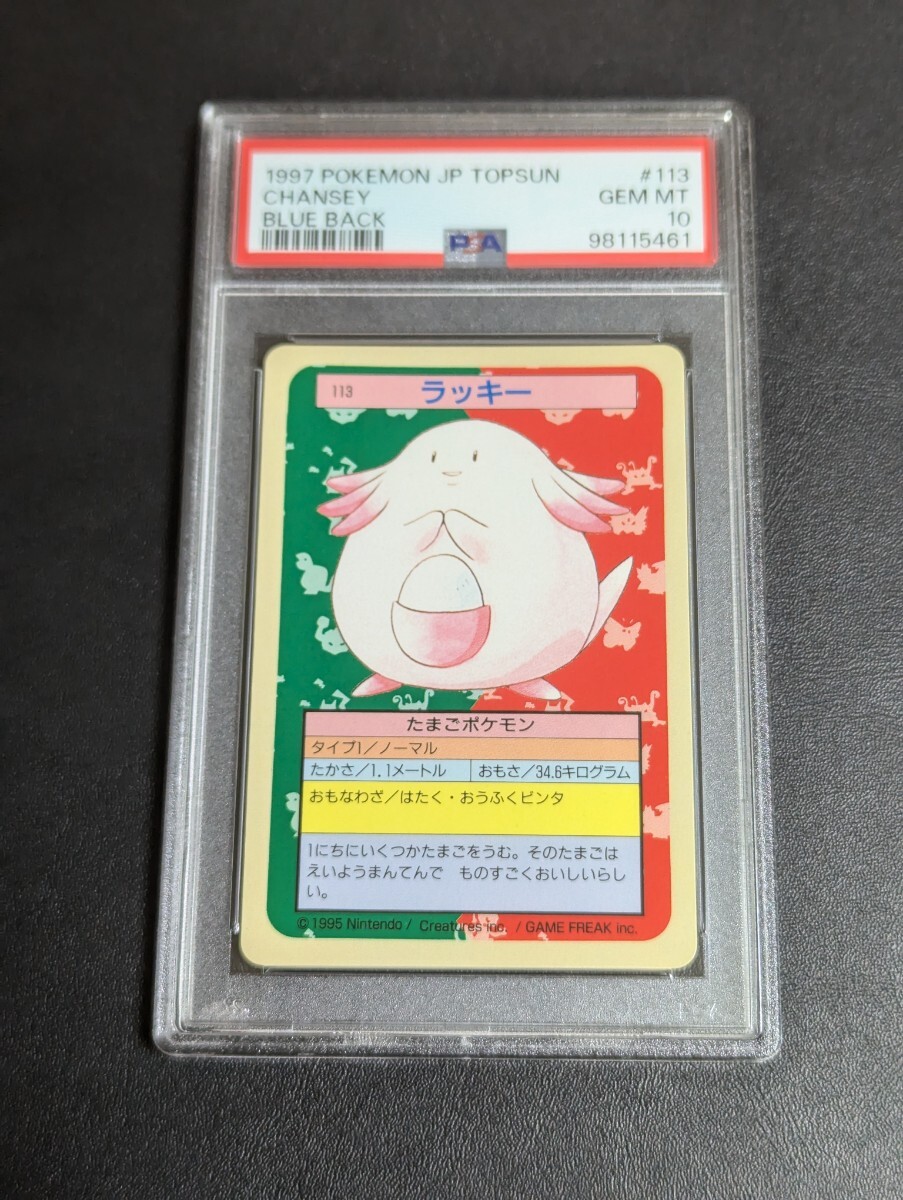 1997 POKEMON JP TOPSUN #113
CHANSEY GEM MT
BLUE BACK 10
PSA 98115461
113 ラッキー
たまごポケモン
タイプ1/ノーマル
たかさ/1.1メートル おもさ/34.6キログラム
おもなわざ/はたく・おうふくビンタ
1にちにいくつかたまごをうむ。そのたまごは
えいようまんてんで ものすごくおいしいらし
い。
© 1995 Nintendo / Creatures inc. / GAME FREAK inc.